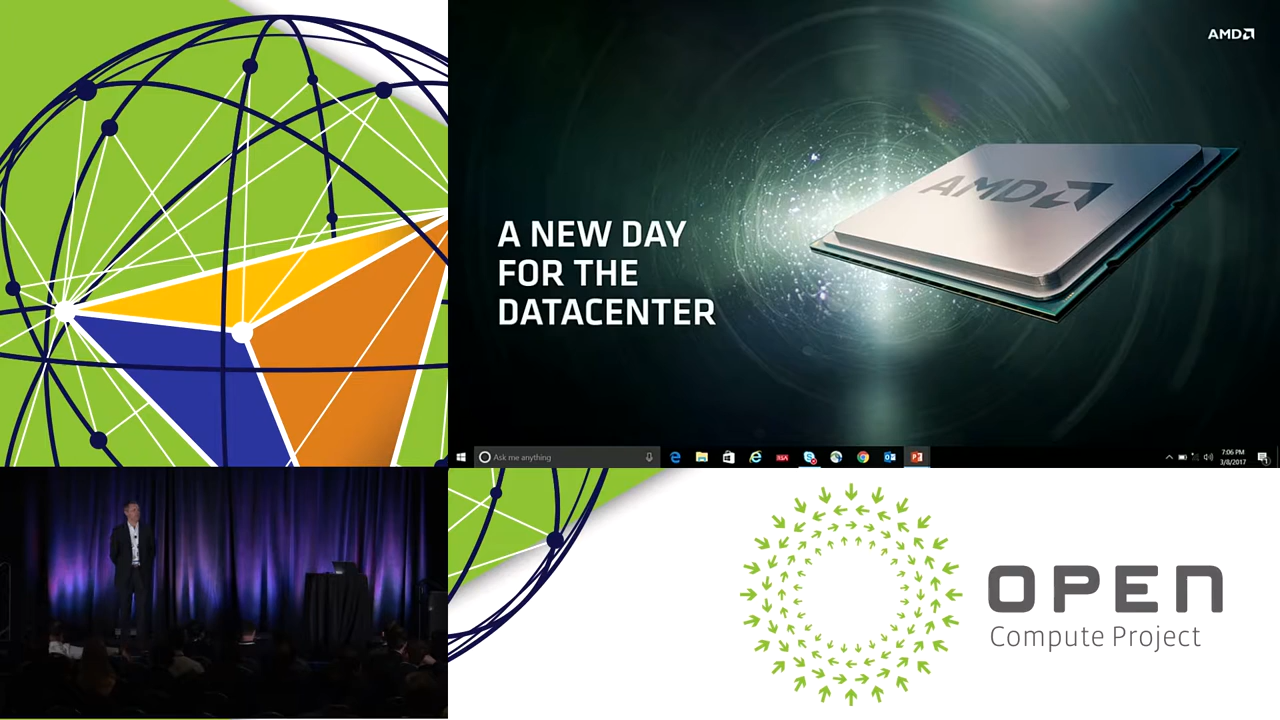 AMD
AMD
A NEW DAY
FOR THE
DATACENTER
Ask me anything
RSA
7:06 PM
3/8/2017
OPEN
Compute Project